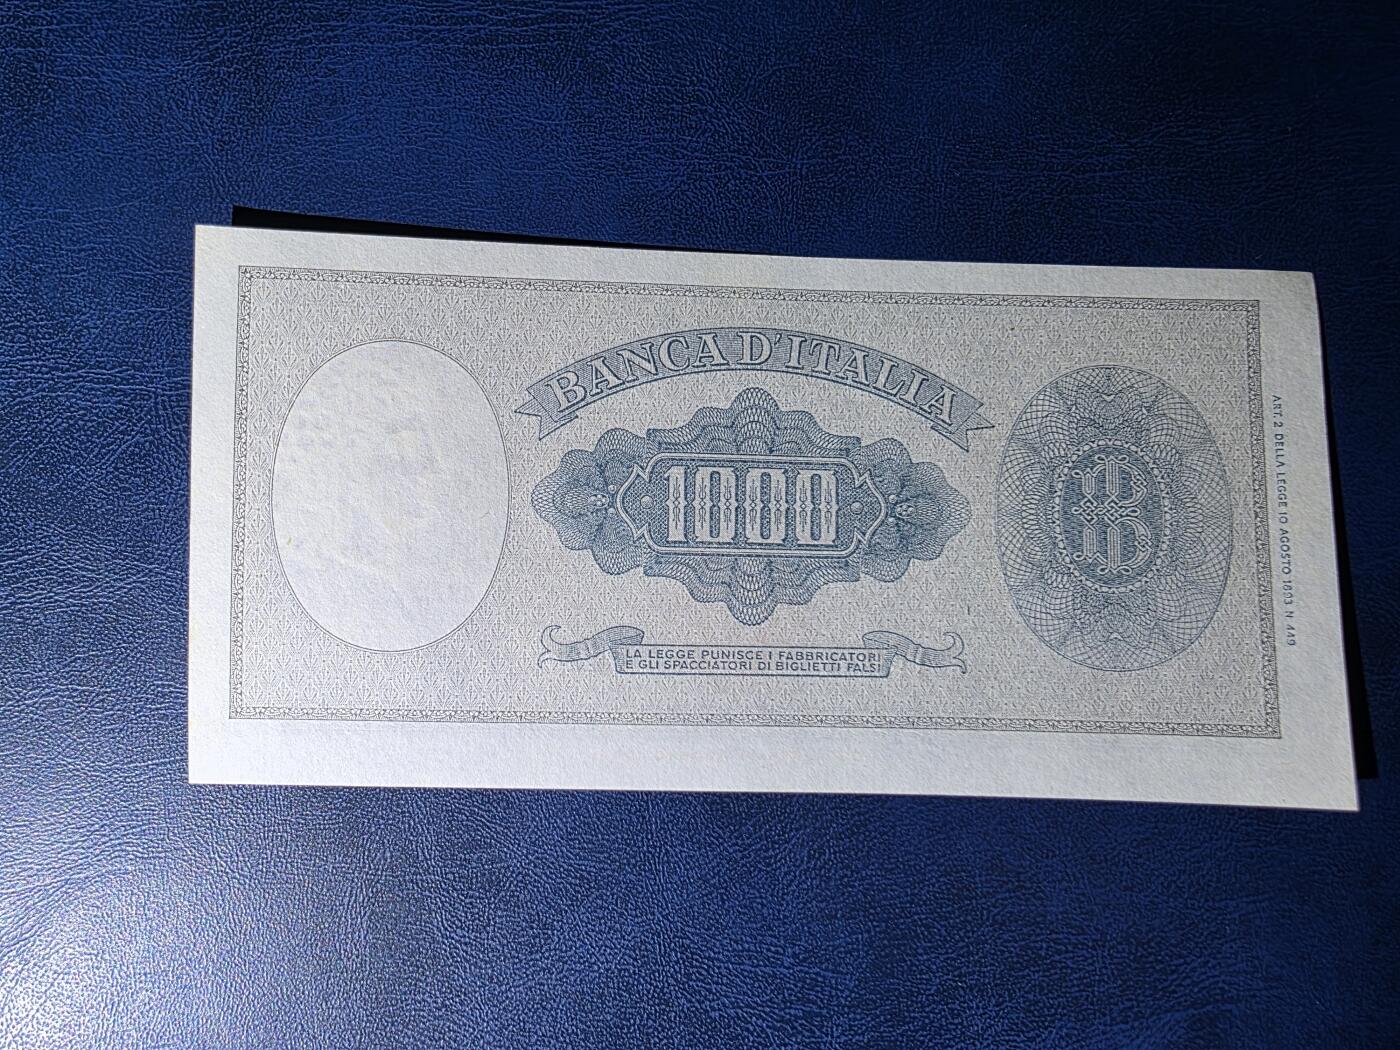 BANCA D'ITALIA
1000
LA LEGGE PUNISCE I FABBRICATORI
E GLI SPACCIATORI DI BIGLIETTI FALSI
ART. 2 DELLA LEGGE 10 AGOSTO 1893 N 449